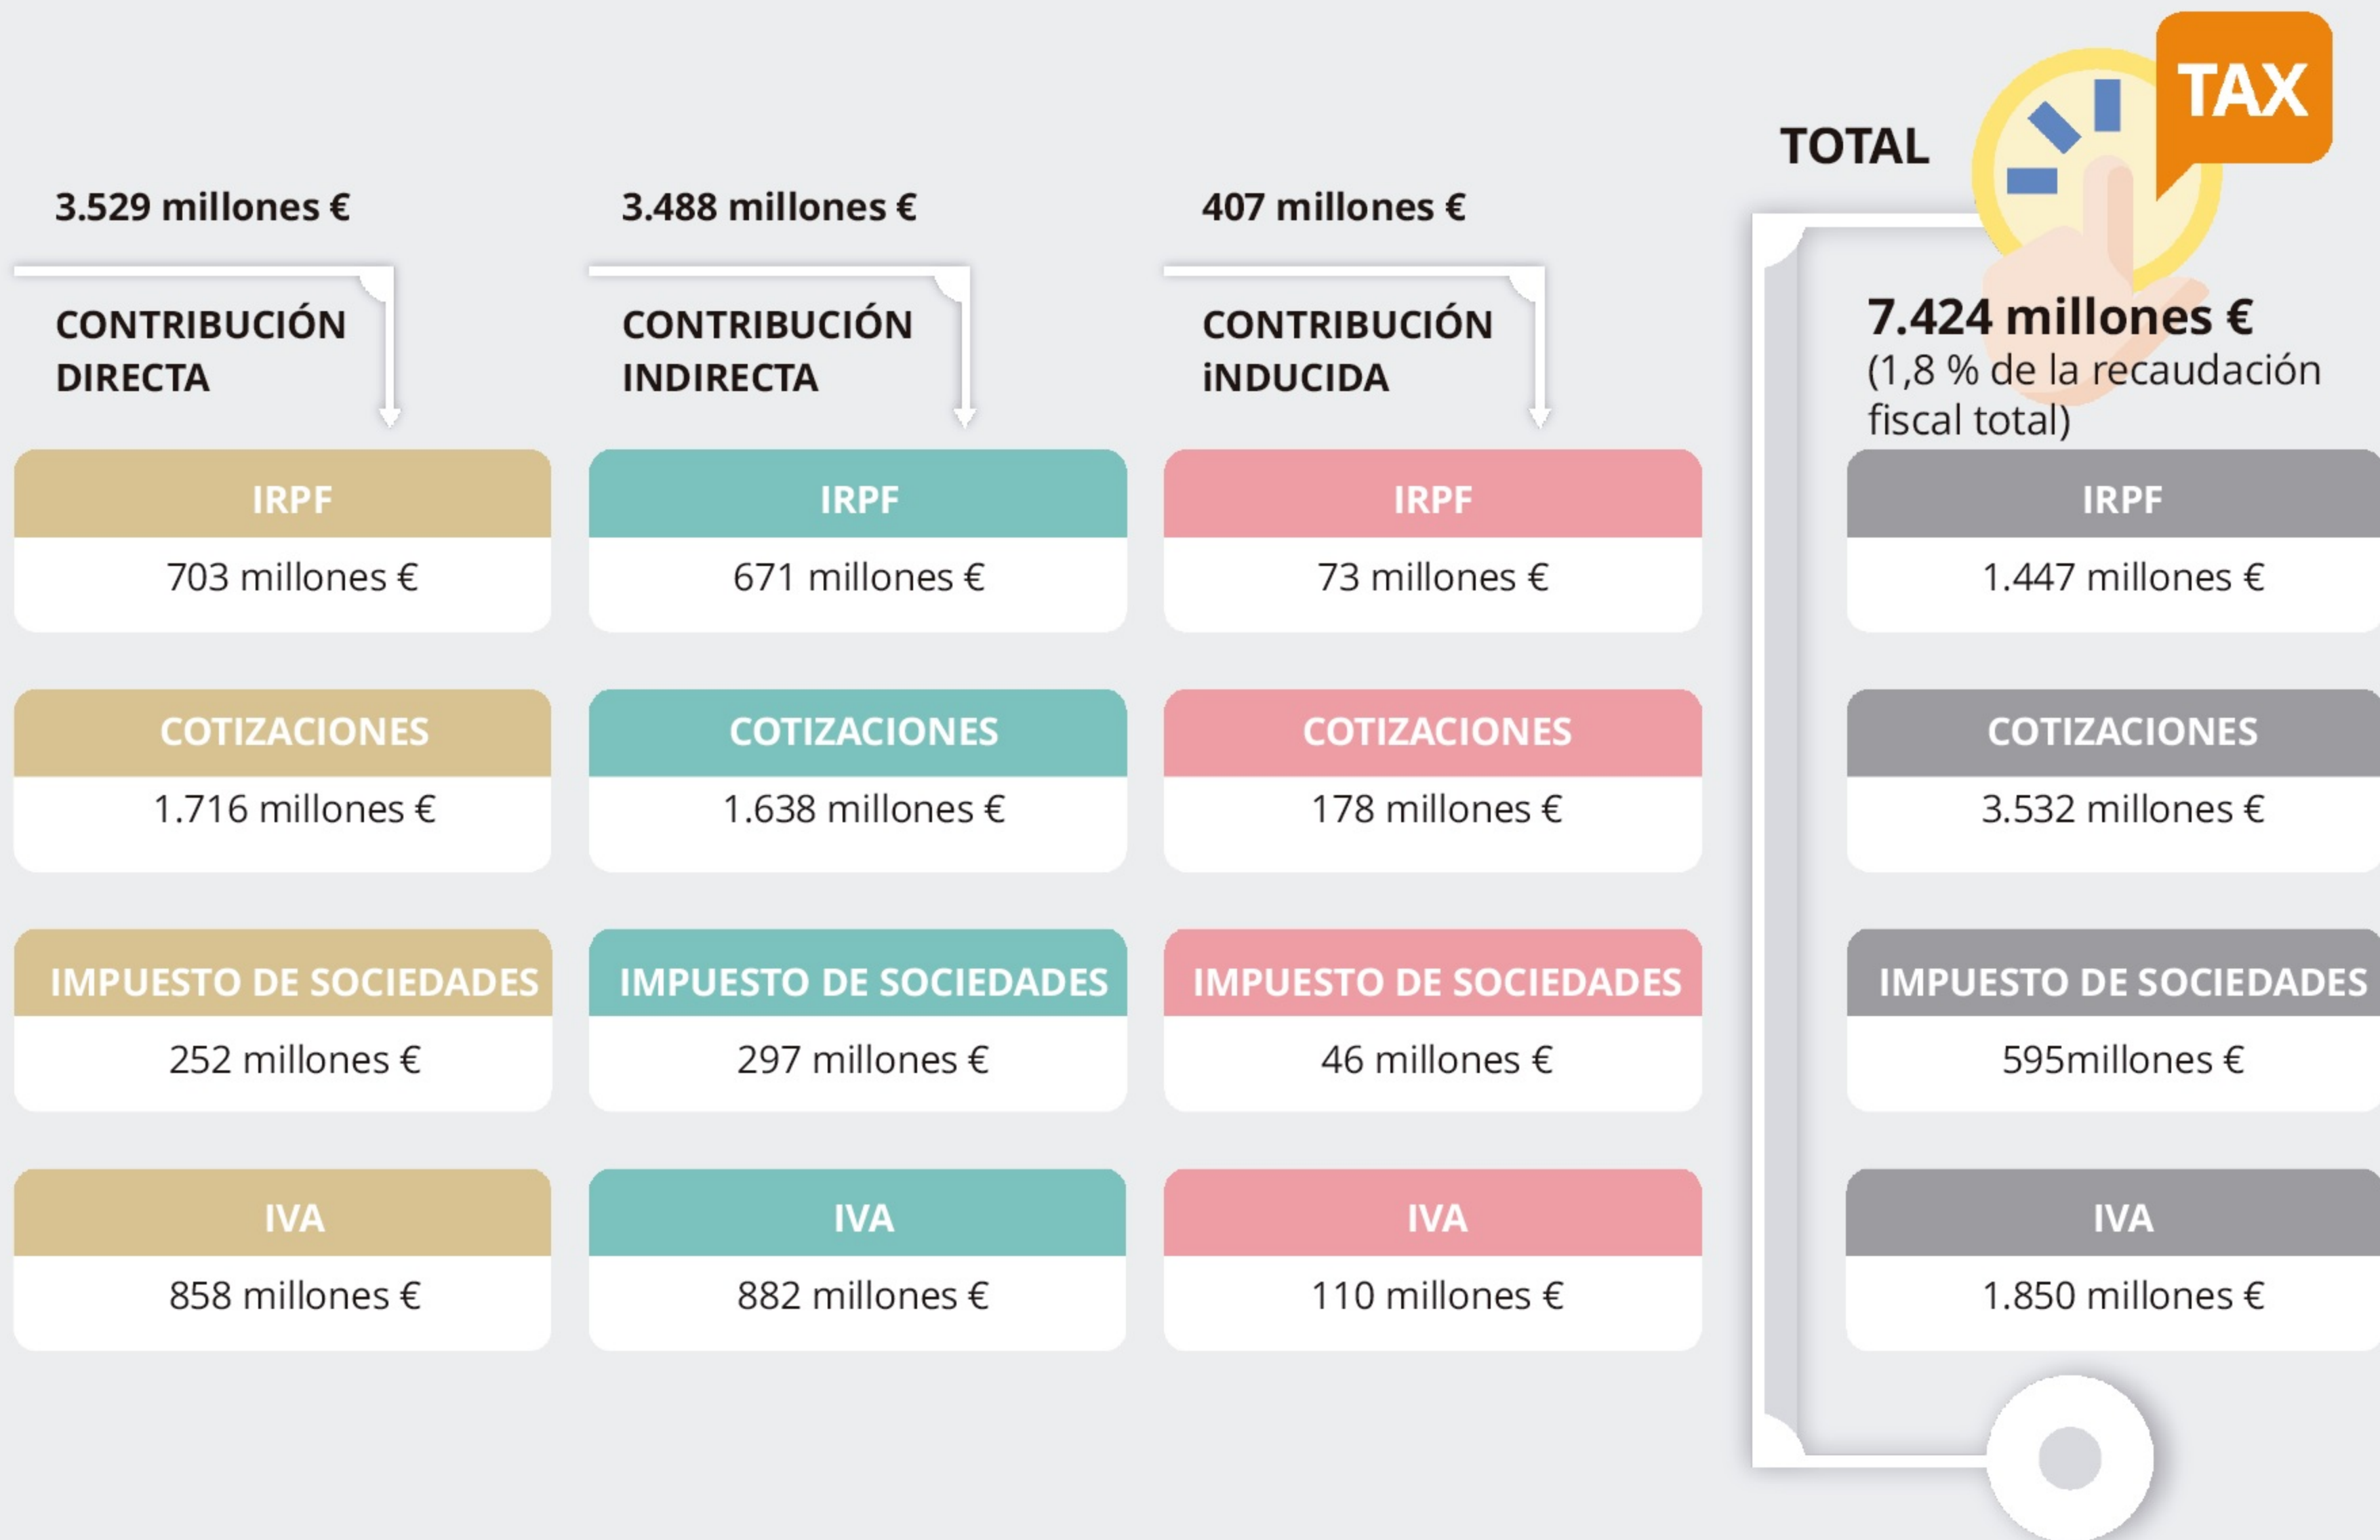 3.529 millones €
CONTRIBUCIÓN
DIRECTA
IRPF
703 millones €
COTIZACIONES
1.716 millones €
IMPUESTO DE SOCIEDADES
252 millones €
IVA
858 millones €
3.488 millones €
CONTRIBUCIÓN
INDIRECTA
IRPF
671 millones €
COTIZACIONES
1.638 millones €
IMPUESTO DE SOCIEDADES
297 millones €
IVA
882 millones €
407 millones €
CONTRIBUCIÓN
iNDUCIDA
IRPF
73 millones €
COTIZACIONES
178 millones €
IMPUESTO DE SOCIEDADES
46 millones €
IVA
110 millones €
TAX
TOTAL
7.424 millones €
(1,8 % de la recaudación
fiscal total)
IRPF
1.447 millones €
COTIZACIONES
3.532 millones €
IMPUESTO DE SOCIEDADES
595millones €
IVA
1.850 millones €